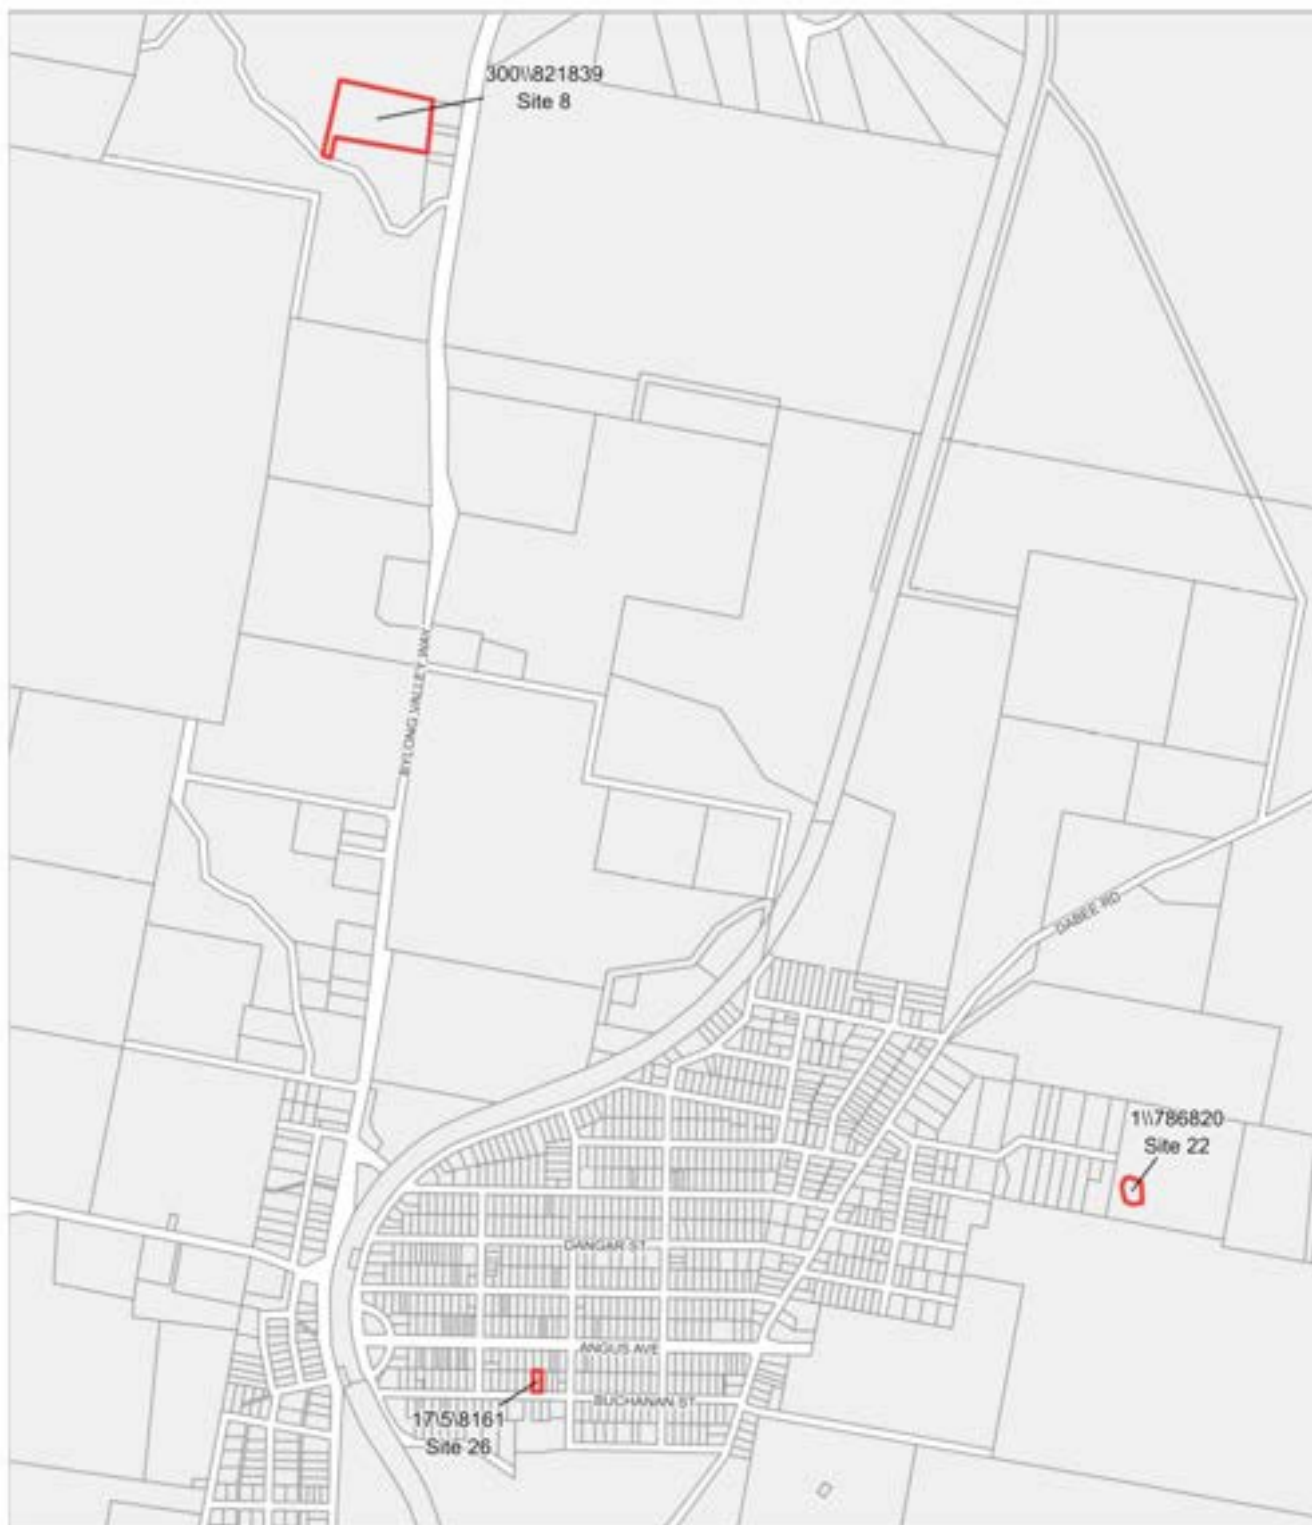 300\\821839
Site 8
BYLONG VALLEY WAY
DABEE RD
1\\786820
Site 22
DANGAR ST
ANGUS AVE
BUCHANAN ST
17\5\8161
Site 26